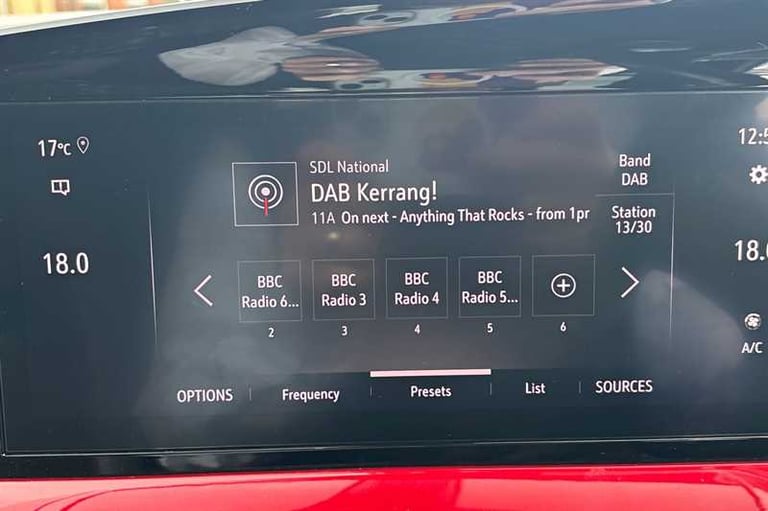 17°C
12:5
SDL National
DAB Kerrang!
11A On next - Anything That Rocks - from 1pr
Band
DAB
Station
13/30
18.0
18.
BBC
Radio 6...
2
BBC
Radio 3
3
BBC
Radio 4
4
BBC
Radio 5...
5
6
A/C
OPTIONS
Frequency
Presets
List
SOURCES